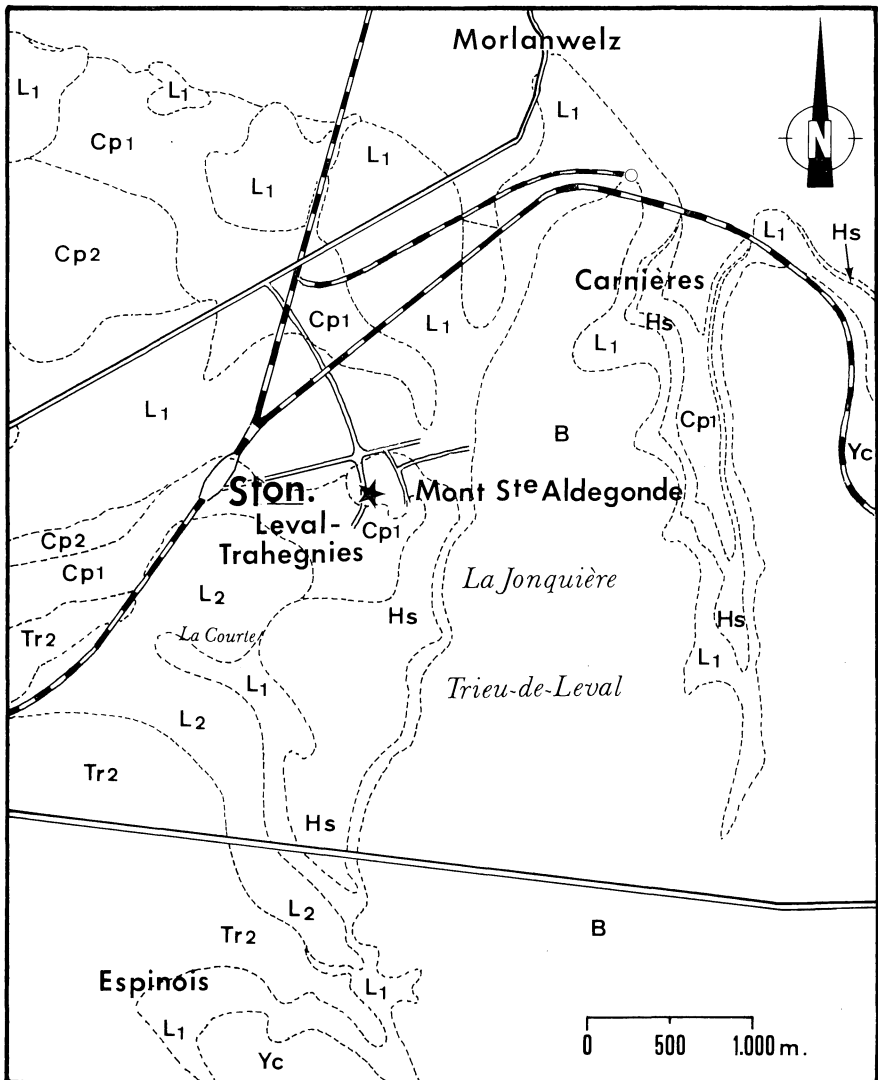 Morlanwelz
L1
L1
L1
Cp1
L1
L1
N
L1
Hs
Cp2
Carnières
Cp1
L1
Hs
L1
L1
Cp1
B
Yc
Ston.
Mont Ste Aldegonde
Leval-
Trahegnies
Cp1
Cp2
Cp1
La Jonquière
L2
Hs
Hs
Tr2
La Courte
L1
L1
Trieu-de-Leval
L2
Tr2
Hs
L2
Tr2
B
Espinois
L1
L1
Yc
0 500 1.000 m.